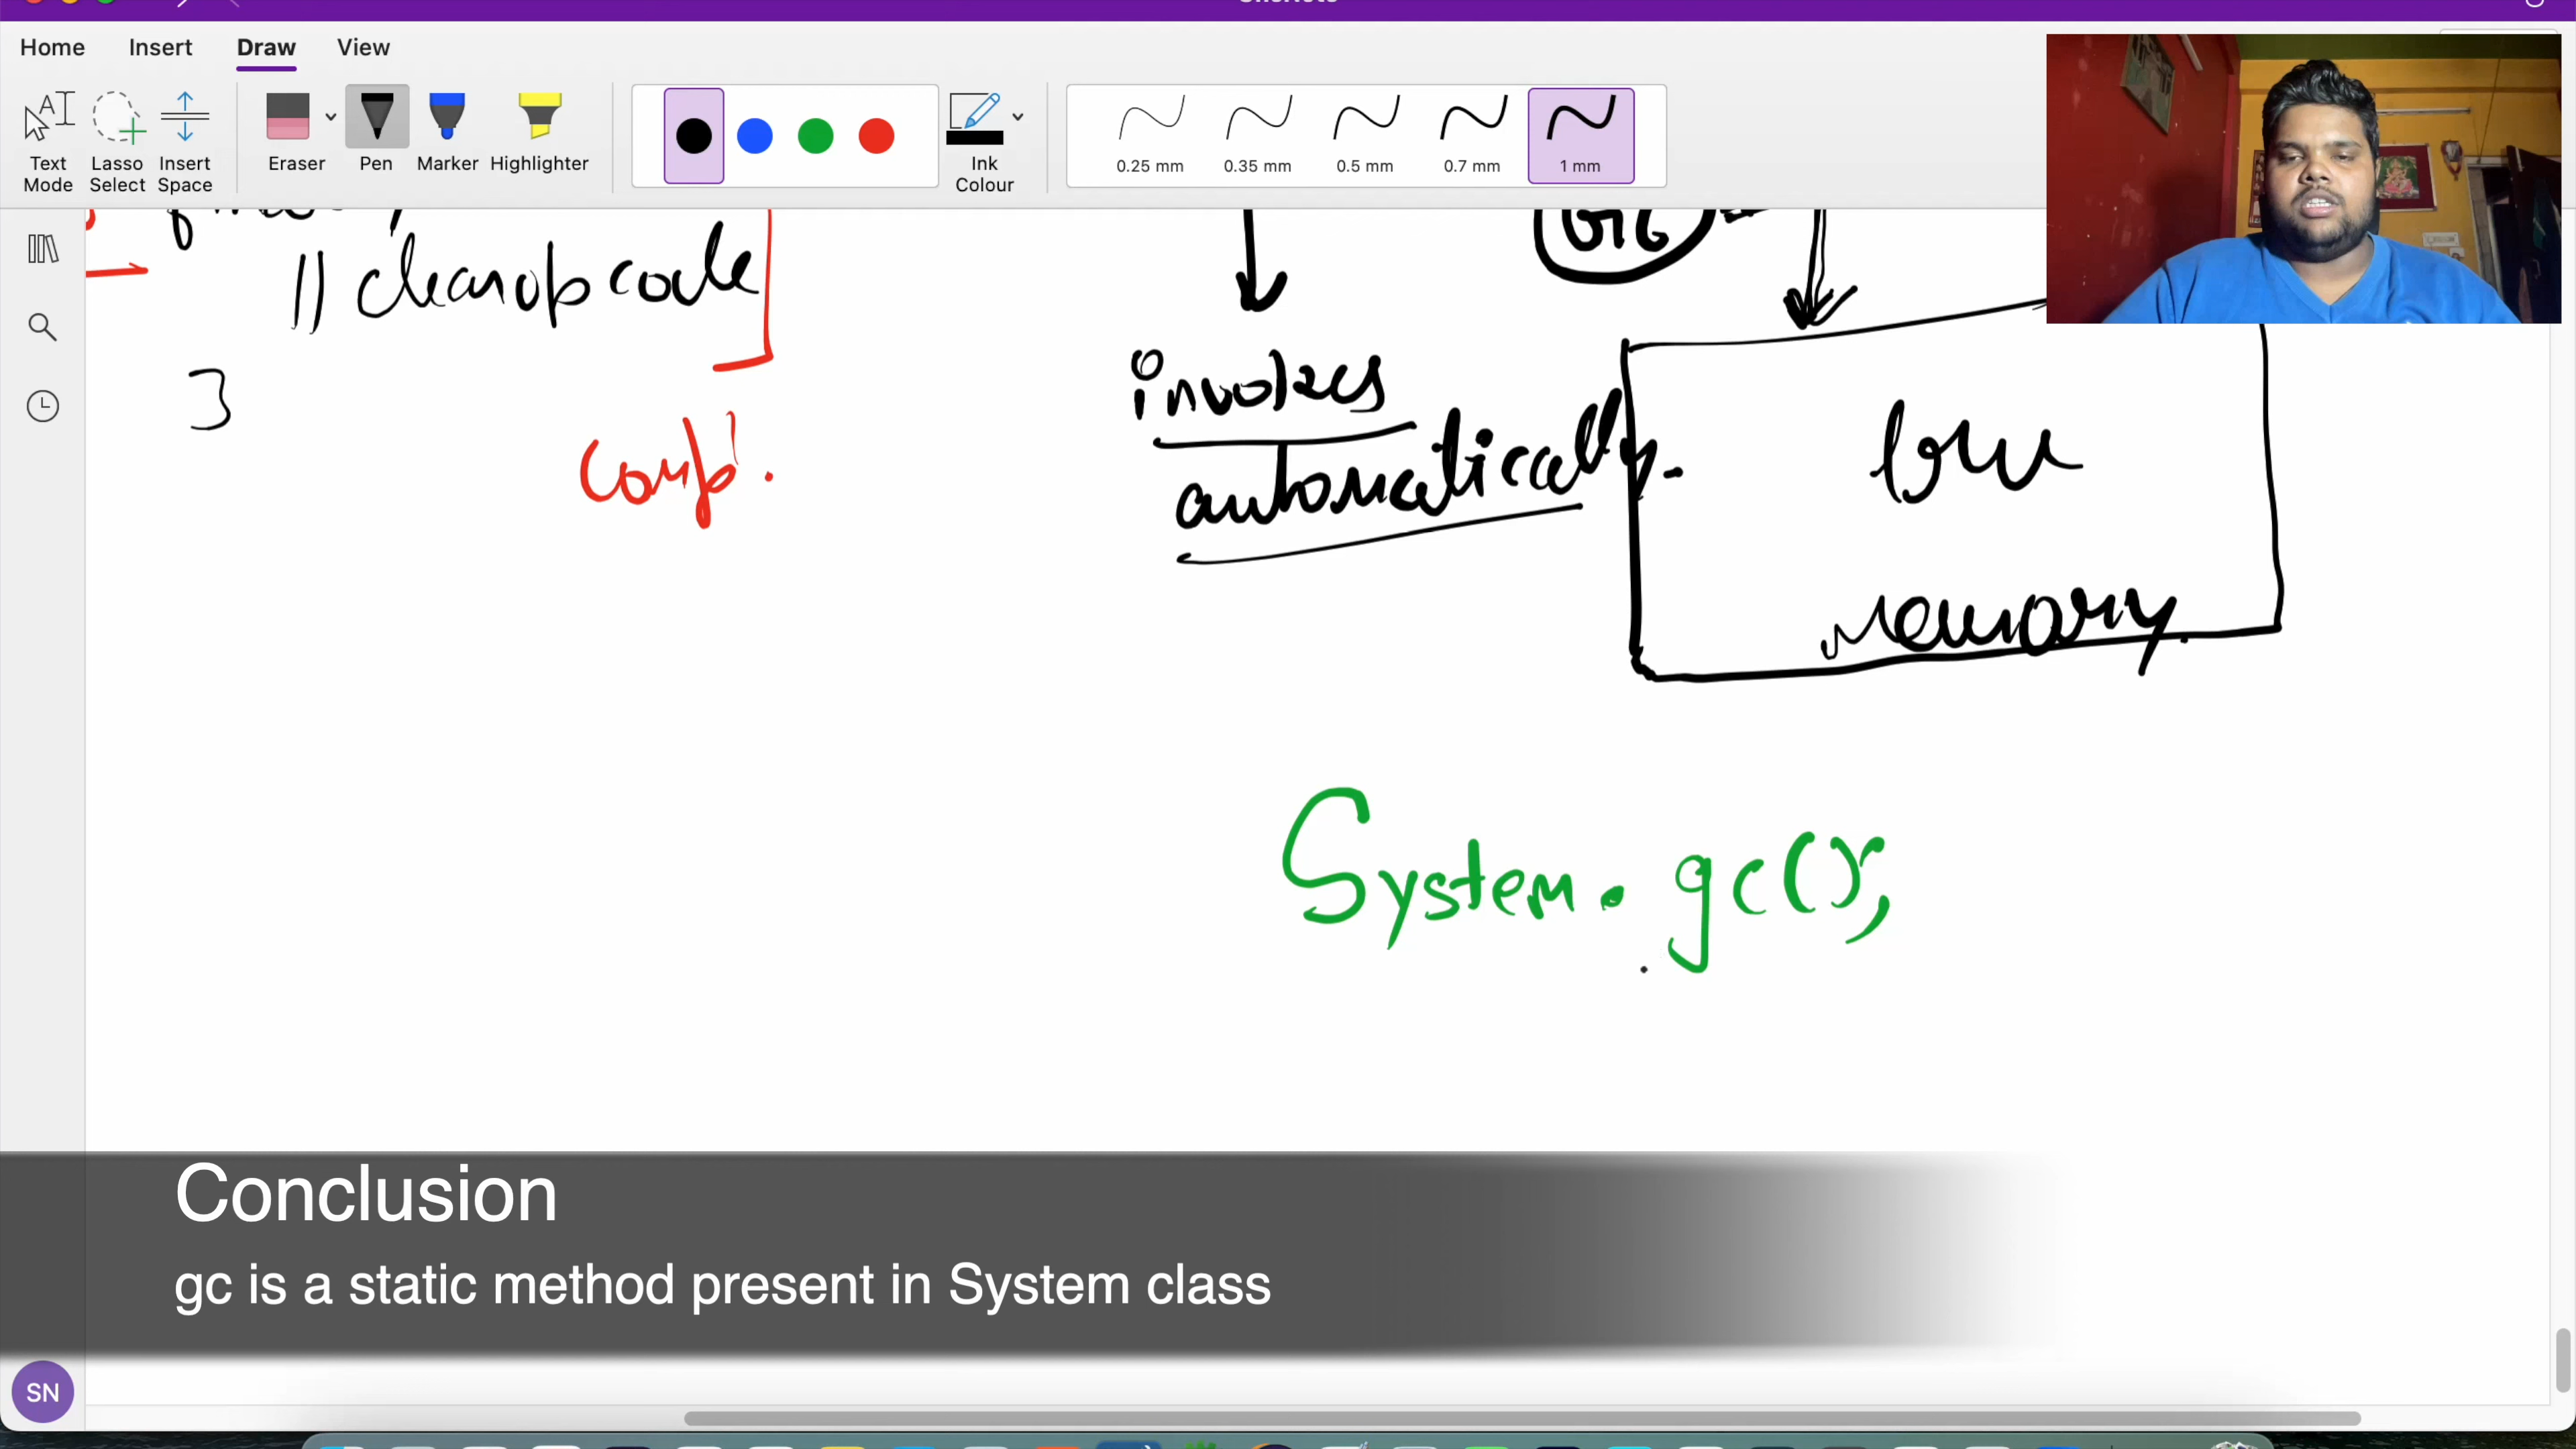 Home Insert Draw View
Text Mode
Lasso Select
Insert Space
Eraser
Pen
Marker
Highlighter
Ink Colour
0.25 mm
0.35 mm
0.5 mm
0.7 mm
1 mm
// cleanup code
}
invokes
automatically.
low
memory.
System.gc();
Conclusion
gc is a static method present in System class
SN